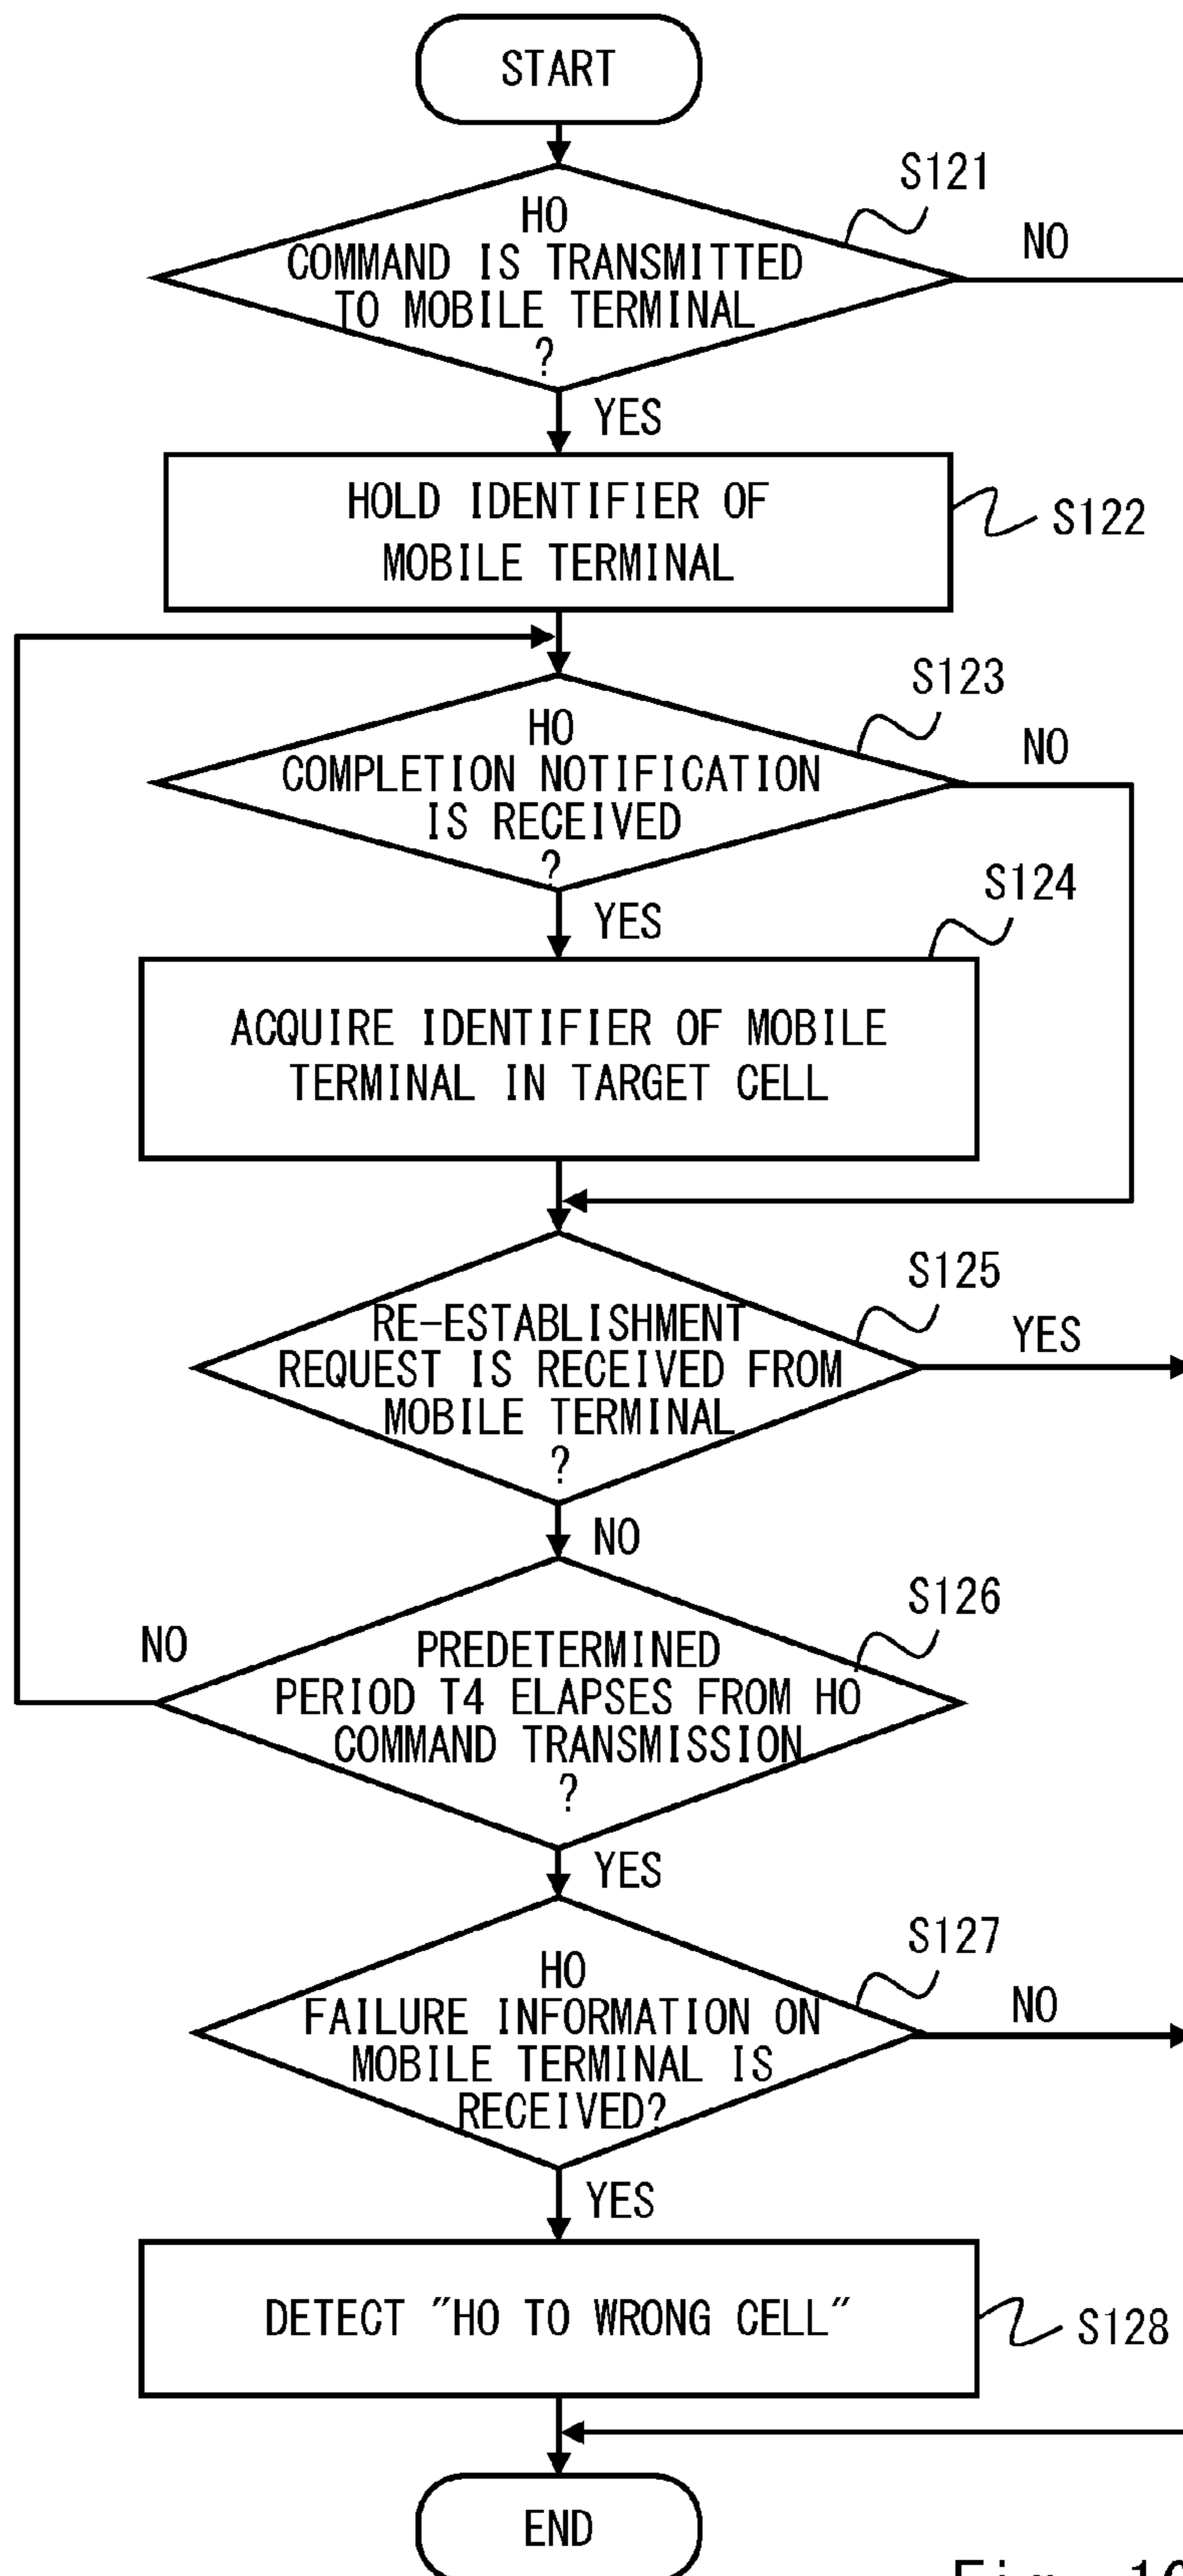 START
S121
HO
COMMAND IS TRANSMITTED
TO MOBILE TERMINAL
?
NO
YES
HOLD IDENTIFIER OF
MOBILE TERMINAL
S122
S123
HO
COMPLETION NOTIFICATION
IS RECEIVED
?
NO
YES
S124
ACQUIRE IDENTIFIER OF MOBILE
TERMINAL IN TARGET CELL
S125
RE-ESTABLISHMENT
REQUEST IS RECEIVED FROM
MOBILE TERMINAL
?
YES
NO
S126
PREDETERMINED
PERIOD T4 ELAPSES FROM HO
COMMAND TRANSMISSION
?
NO
YES
S127
HO
FAILURE INFORMATION ON
MOBILE TERMINAL IS
RECEIVED?
NO
YES
DETECT "HO TO WRONG CELL"
S128
END